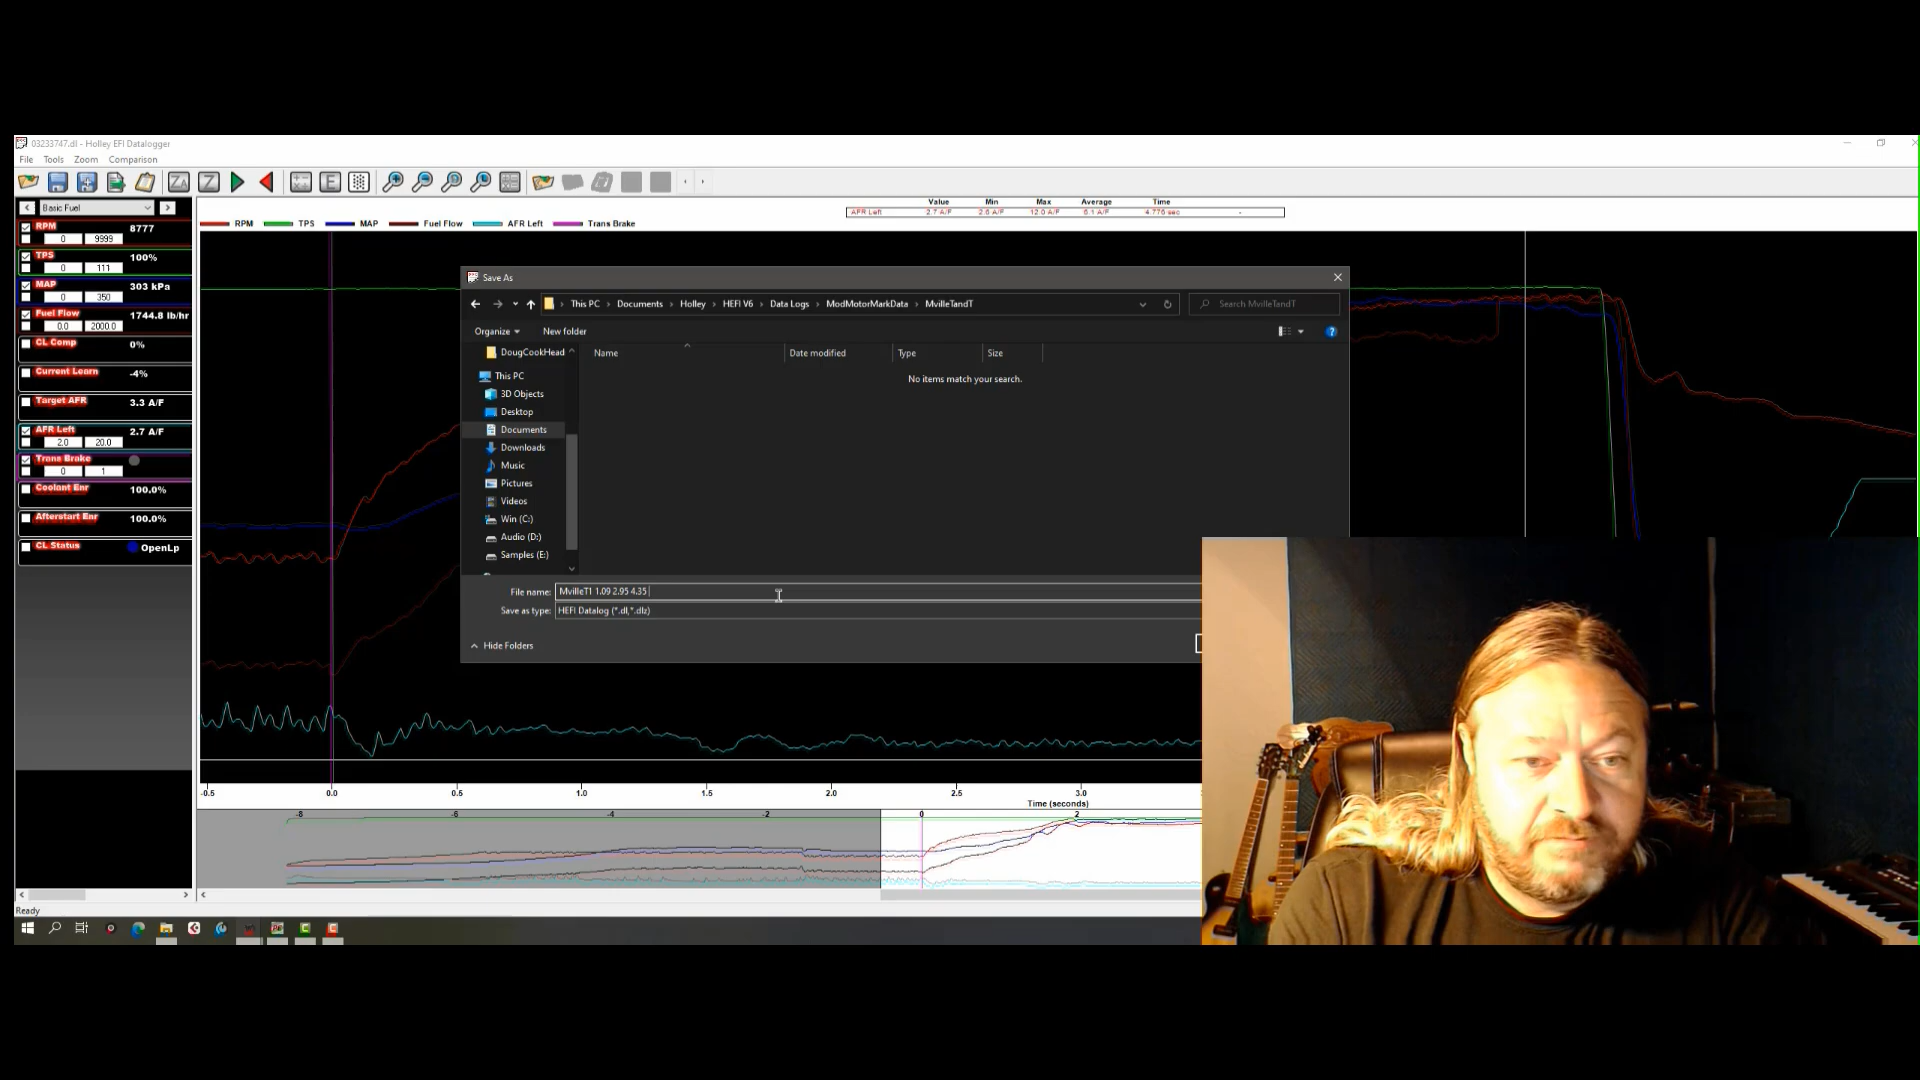 03233747.dl - Holley EFI Datalogger
File Tools Zoom Comparison
Basic Fuel
RPM 8777
0 9999
TPS 100%
0 111
MAP 303 kPa
0 350
Fuel Flow 1744.8 lb/hr
0.0 2000.0
CL Comp 0%
Current Learn -4%
Target AFR 3.3 A/F
AFR Left 2.7 A/F
2.0 20.0
Trans Brake
0 1
Coolant Enr 100.0%
Afterstart Enr 100.0%
CL Status OpenLp
Value Min Max Average Time
AFR Left 2.7 A/F 2.6 A/F 12.0 A/F 6.1 A/F 4.776 sec -
RPM TPS MAP Fuel Flow AFR Left Trans Brake
Save As
This PC > Documents > Holley > HEFI V6 > Data Logs > ModMotorMarkData > MvilleTandT
Search MvilleTandT
Organize New folder
Name Date modified Type Size
No items match your search.
DougCookHead
This PC
3D Objects
Desktop
Documents
Downloads
Music
Pictures
Videos
Win (C:)
Audio (D:)
Samples (E:)
File name: MvilleT1 1.09 2.95 4.35
Save as type: HEFI Datalog (*.dl,*.dlz)
Hide Folders
-0.5 0.0 0.5 1.0 1.5 2.0 2.5 3.0
Time (seconds)
-8 -6 -4 -2 0 2
Ready